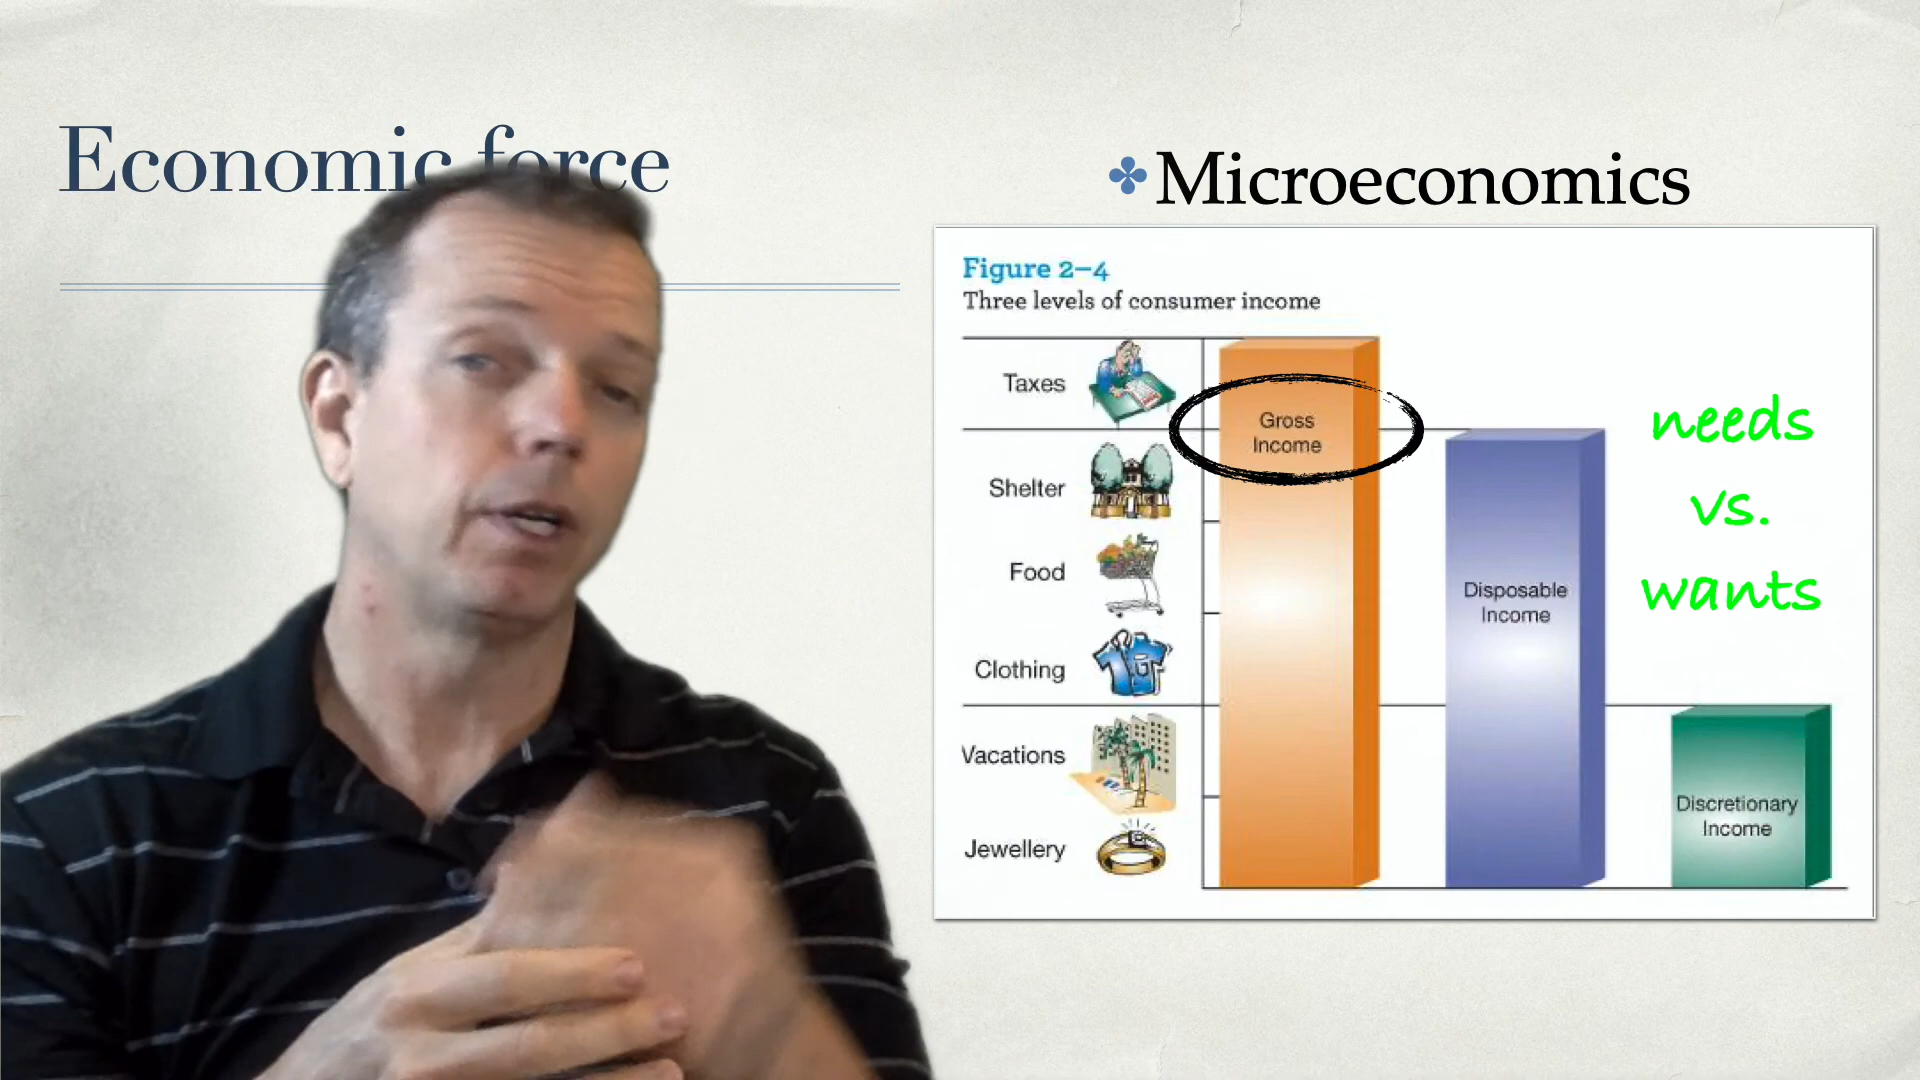 Economic force
Microeconomics
Figure 2–4
Three levels of consumer income
Taxes
Shelter
Food
Clothing
Vacations
Jewellery
Gross
Income
Disposable
Income
Discretionary
Income
needs
vs.
wants